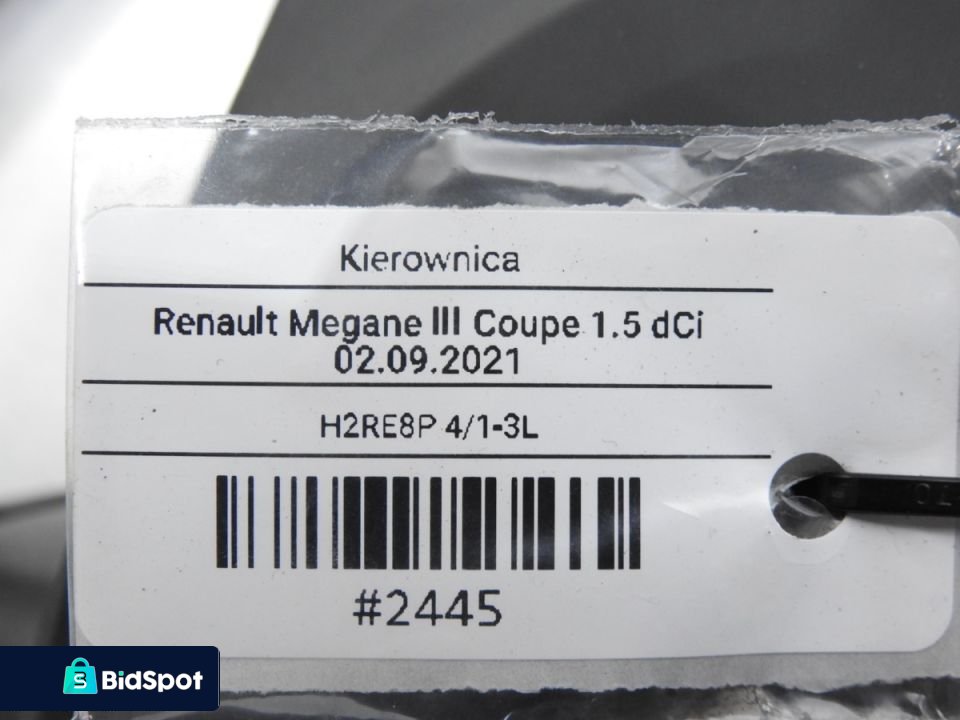 Kierownica
Renault Megane III Coupe 1.5 dCi
02.09.2021
H2RE8P 4/1-3L
#2445
BidSpot